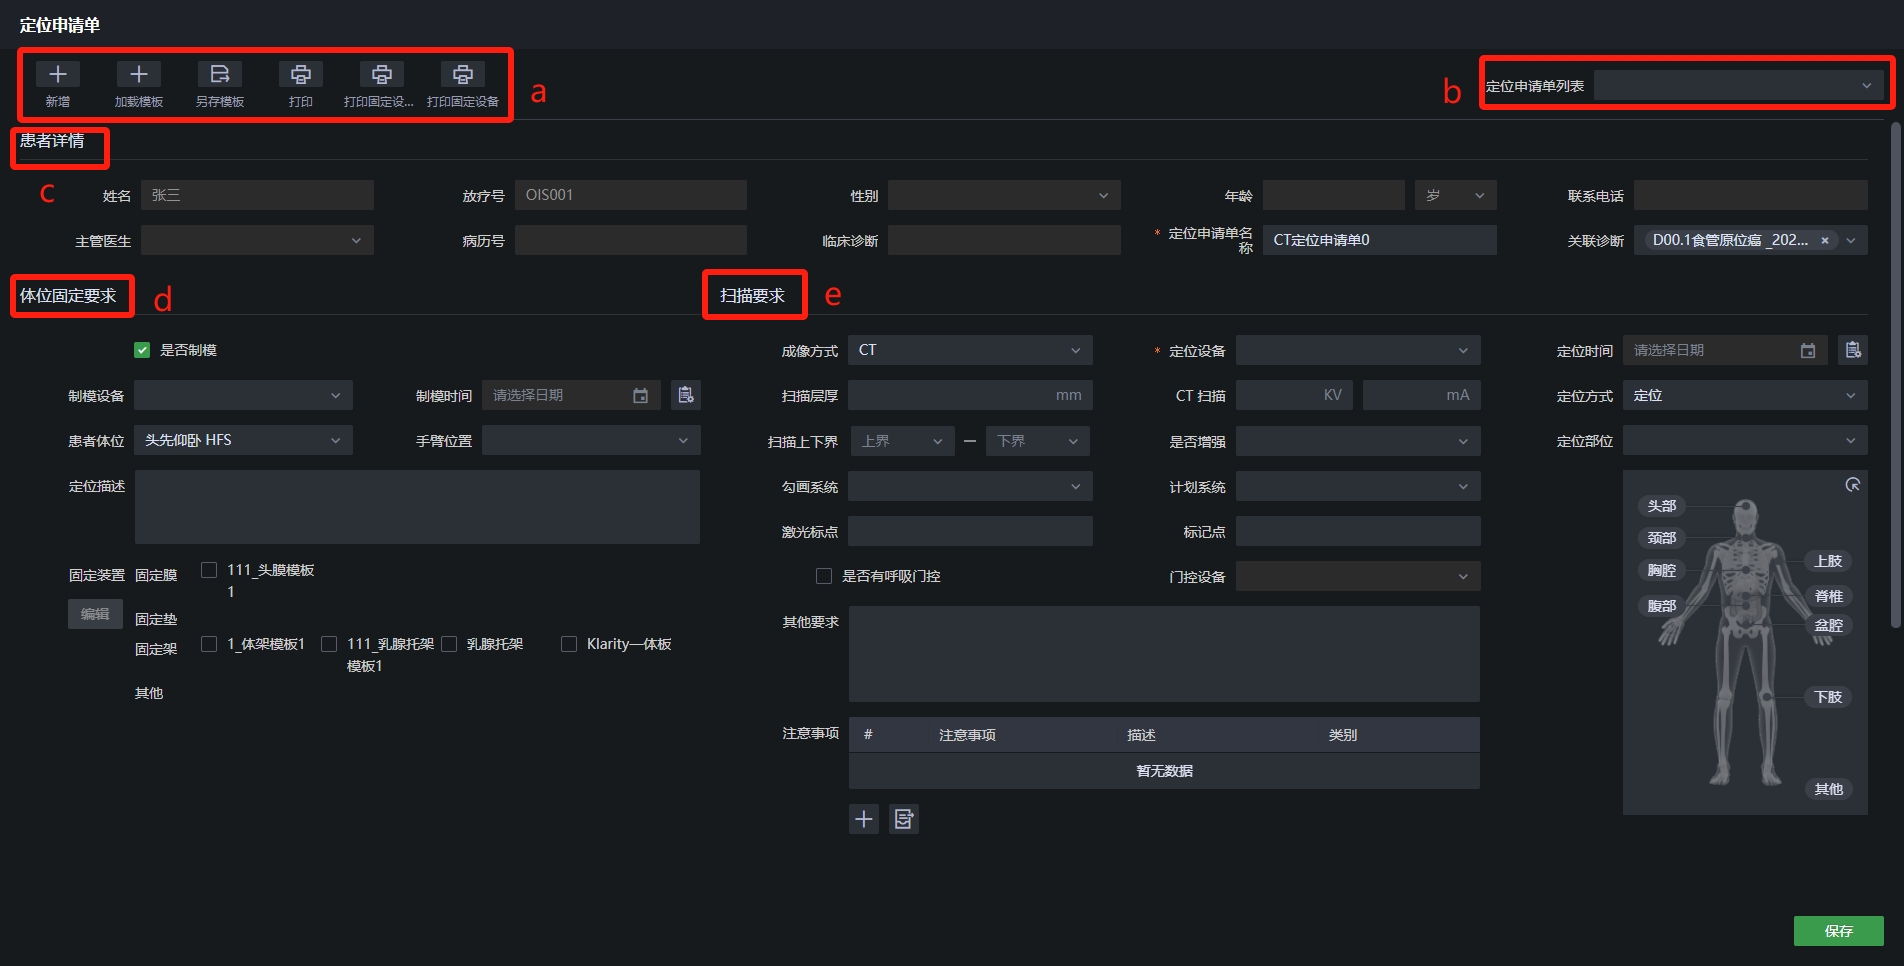 定位申请单
新增 加载模板 另存模板 打印 打印固定设... 打印固定设备 a
b 定位申请单列表
患者详情
c
姓名 张三 放疗号 OIS001 性别 年龄 岁 联系电话
主管医生 病历号 临床诊断 * 定位申请单名称 CT定位申请单0 关联诊断 D00.1食管原位癌 _202... ×
体位固定要求 d 扫描要求 e
是否制模
制模设备 制模时间 请选择日期
患者体位 头先仰卧 HFS 手臂位置
定位描述
固定装置 固定膜 111_头膜模板1
编辑 固定垫
固定架 1_体架模板1 111_乳腺托架模板1 乳腺托架 Klarity一体板
其他
成像方式 CT * 定位设备 定位时间 请选择日期
扫描层厚 mm CT 扫描 KV mA 定位方式 定位
扫描上下界 上界 — 下界 是否增强 定位部位
勾画系统 计划系统
激光标点 标记点
是否有呼吸门控 门控设备
其他要求
注意事项 # 注意事项 描述 类别
暂无数据
头部
颈部
胸腔
腹部
上肢
脊椎
盆腔
下肢
其他
保存